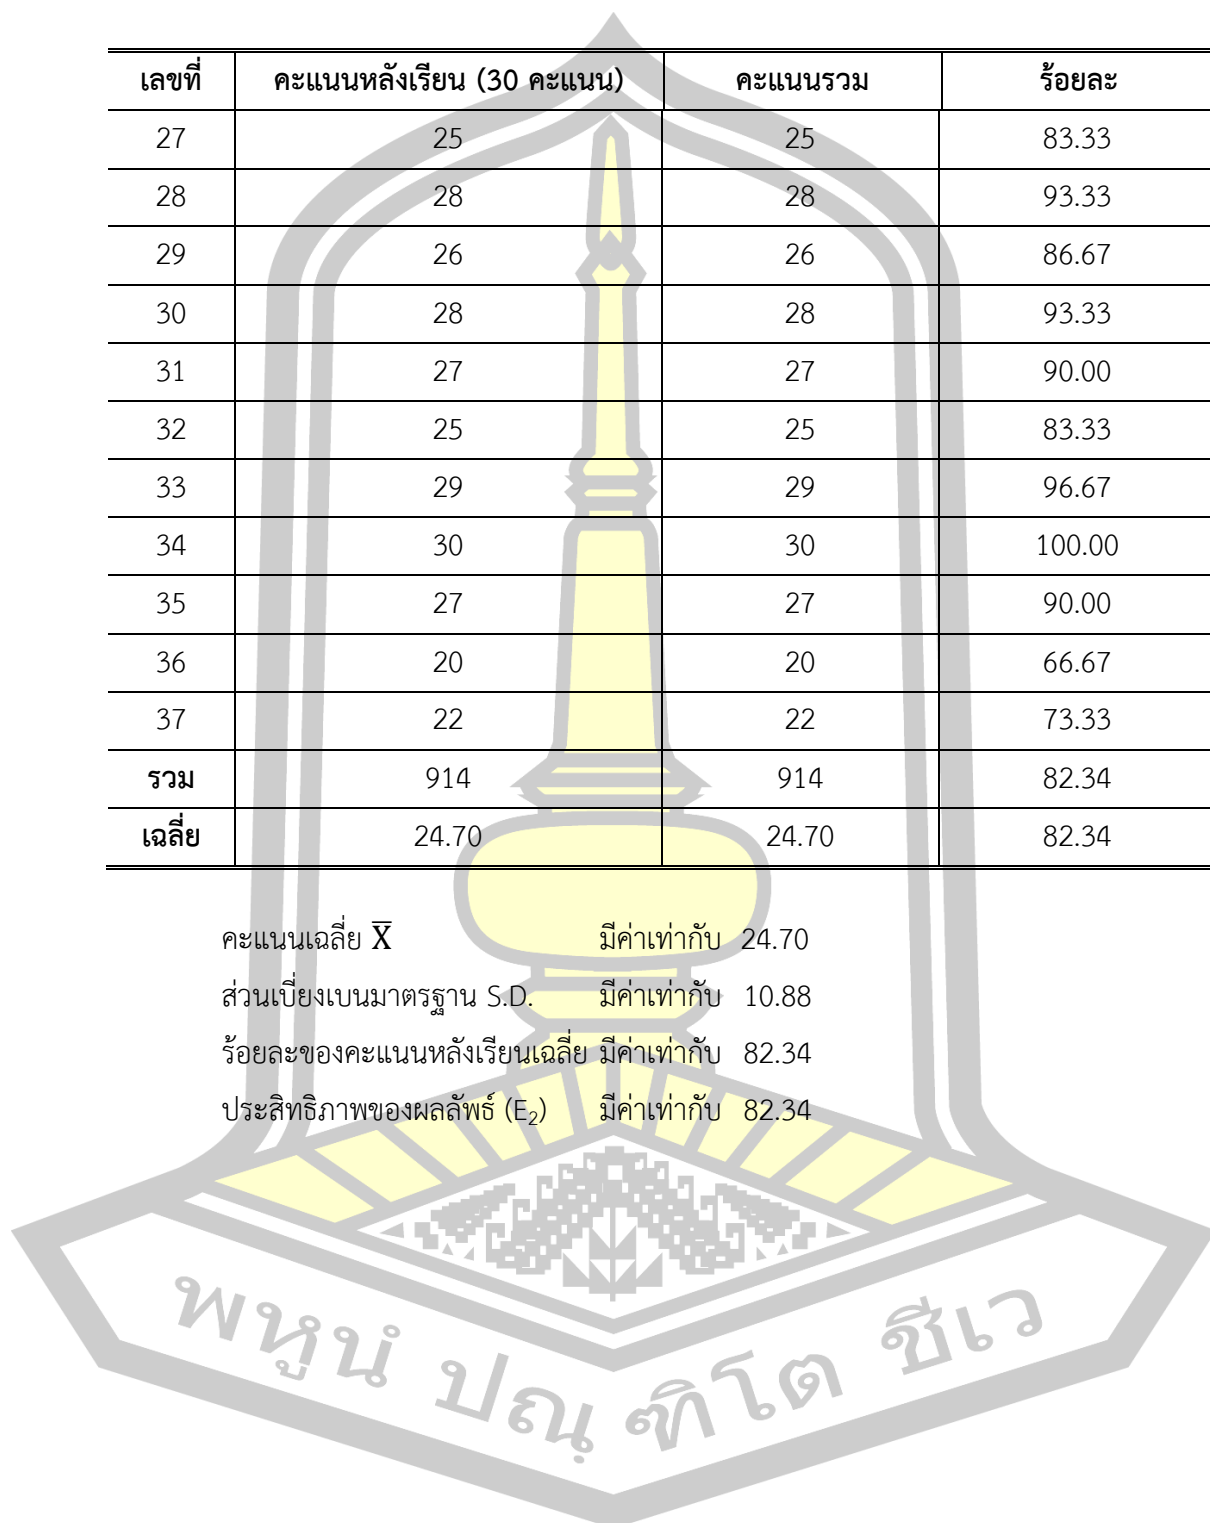 เลขที่ คะแนนหลังเรียน (30 คะแนน) คะแนนรวม ร้อยละ
27 25 25 83.33
28 28 28 93.33
29 26 26 86.67
30 28 28 93.33
31 27 27 90.00
32 25 25 83.33
33 29 29 96.67
34 30 30 100.00
35 27 27 90.00
36 20 20 66.67
37 22 22 73.33
รวม 914 914 82.34
เฉลี่ย 24.70 24.70 82.34
คะแนนเฉลี่ย X̅ มีค่าเท่ากับ 24.70
ส่วนเบี่ยงเบนมาตรฐาน S.D. มีค่าเท่ากับ 10.88
ร้อยละของคะแนนหลังเรียนเฉลี่ย มีค่าเท่ากับ 82.34
ประสิทธิภาพของผลลัพธ์ (E₂) มีค่าเท่ากับ 82.34
พหูนํ ปณฺฑิโต ชีเว